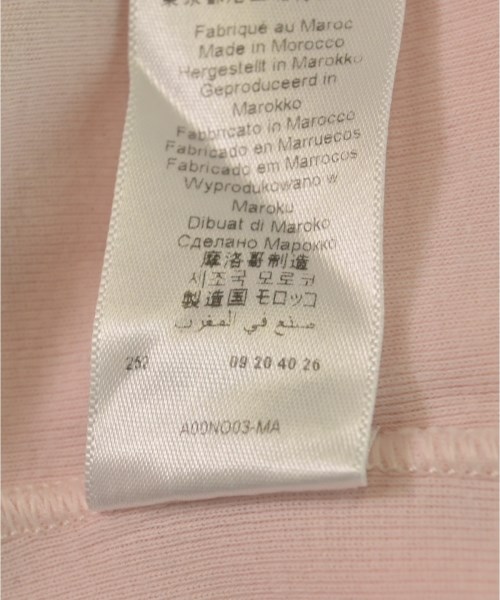 Fabriqué au Maroc
Made in Morocco
Hergestellt in Marokko
Geproduceerd in
Marokko
Fabbricato in Marocco
Fabricado en Marruecos
Fabricado em Marrocos
Wyprodukowano w
Maroku
Dibuat di Maroko
Сделано Марокко
摩洛哥制造
세조국 모로코
製造国 モロッコ
صنع في المغرب
252 09 20 40 26
A00NO03-MA